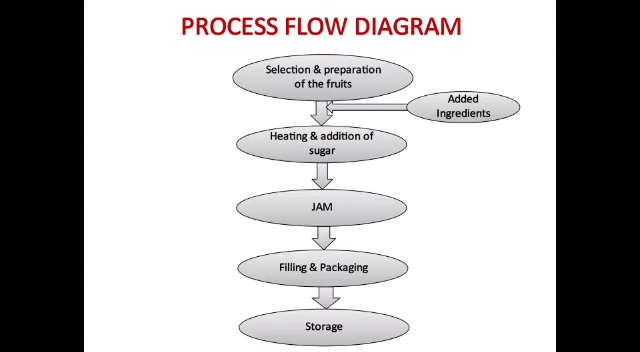 PROCESS FLOW DIAGRAM
Selection & preparation
of the fruits
Added
Ingredients
Heating & addition of
sugar
JAM
Filling & Packaging
Storage